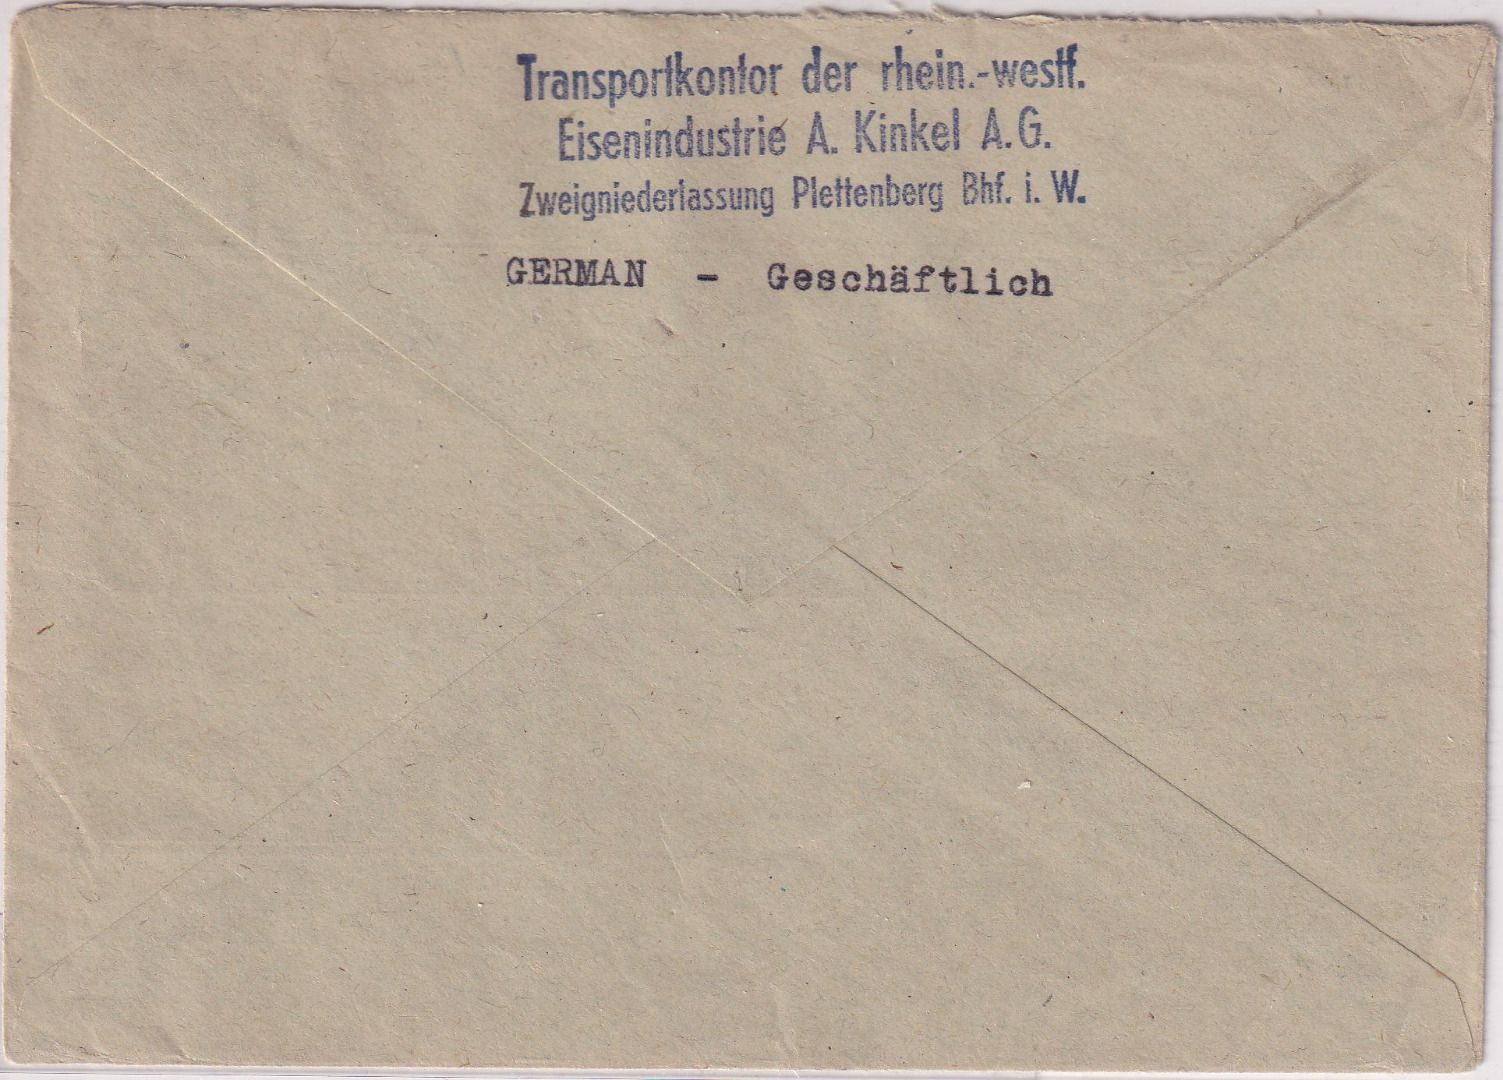 Transportkontor der rhein.-westf.
Eisenindustrie A. Kinkel A.G.
Zweigniederlassung Plettenberg Bhf. i. W.
GERMAN - Geschäftlich